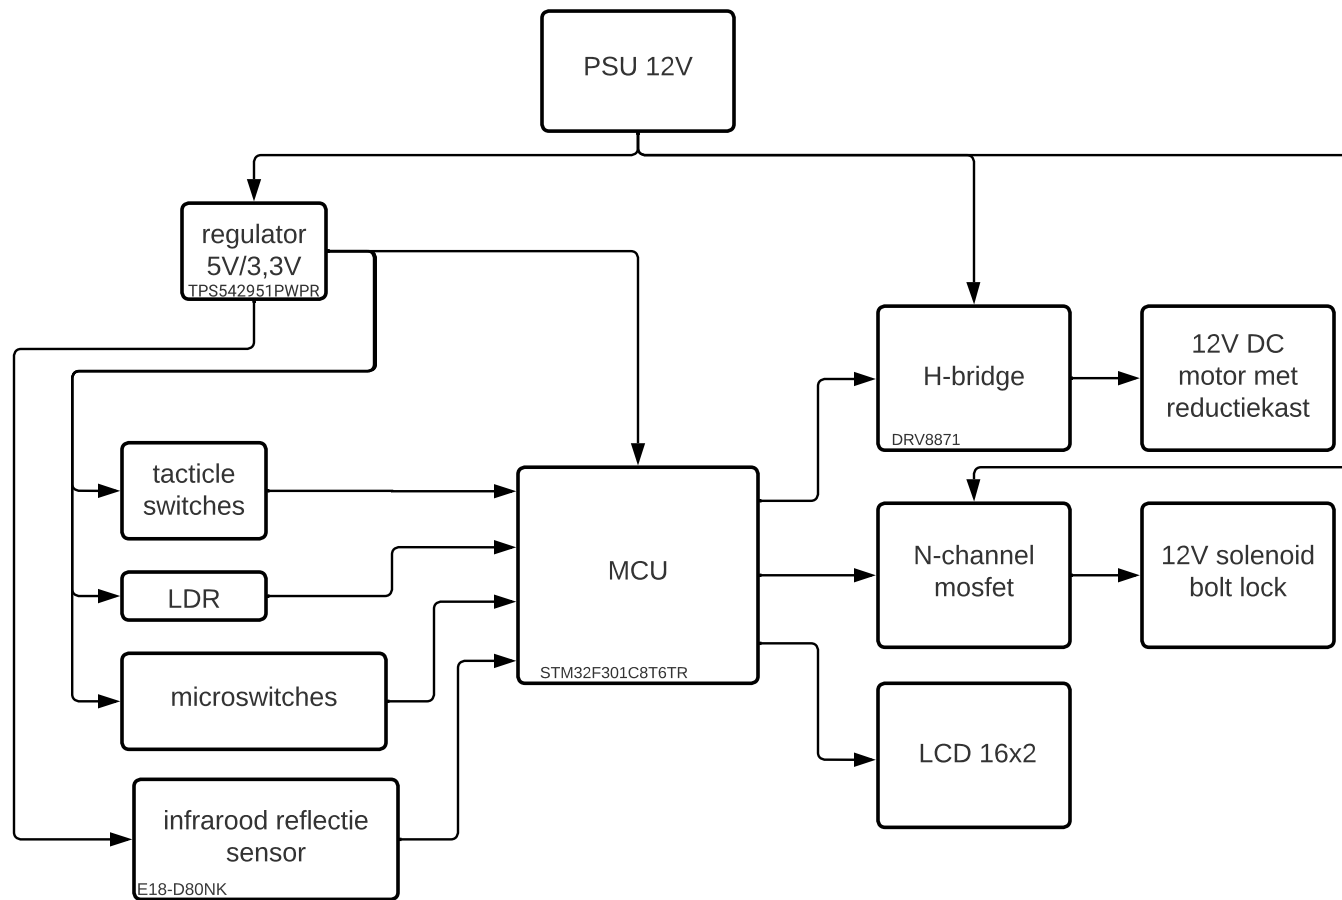 PSU 12V
regulator
5V/3,3V
TPS542951PWPR
H-bridge
DRV8871
12V DC
motor met
reductiekast
tacticle
switches
LDR
microswitches
infrarood reflectie
sensor
E18-D80NK
MCU
STM32F301C8T6TR
N-channel
mosfet
12V solenoid
bolt lock
LCD 16x2